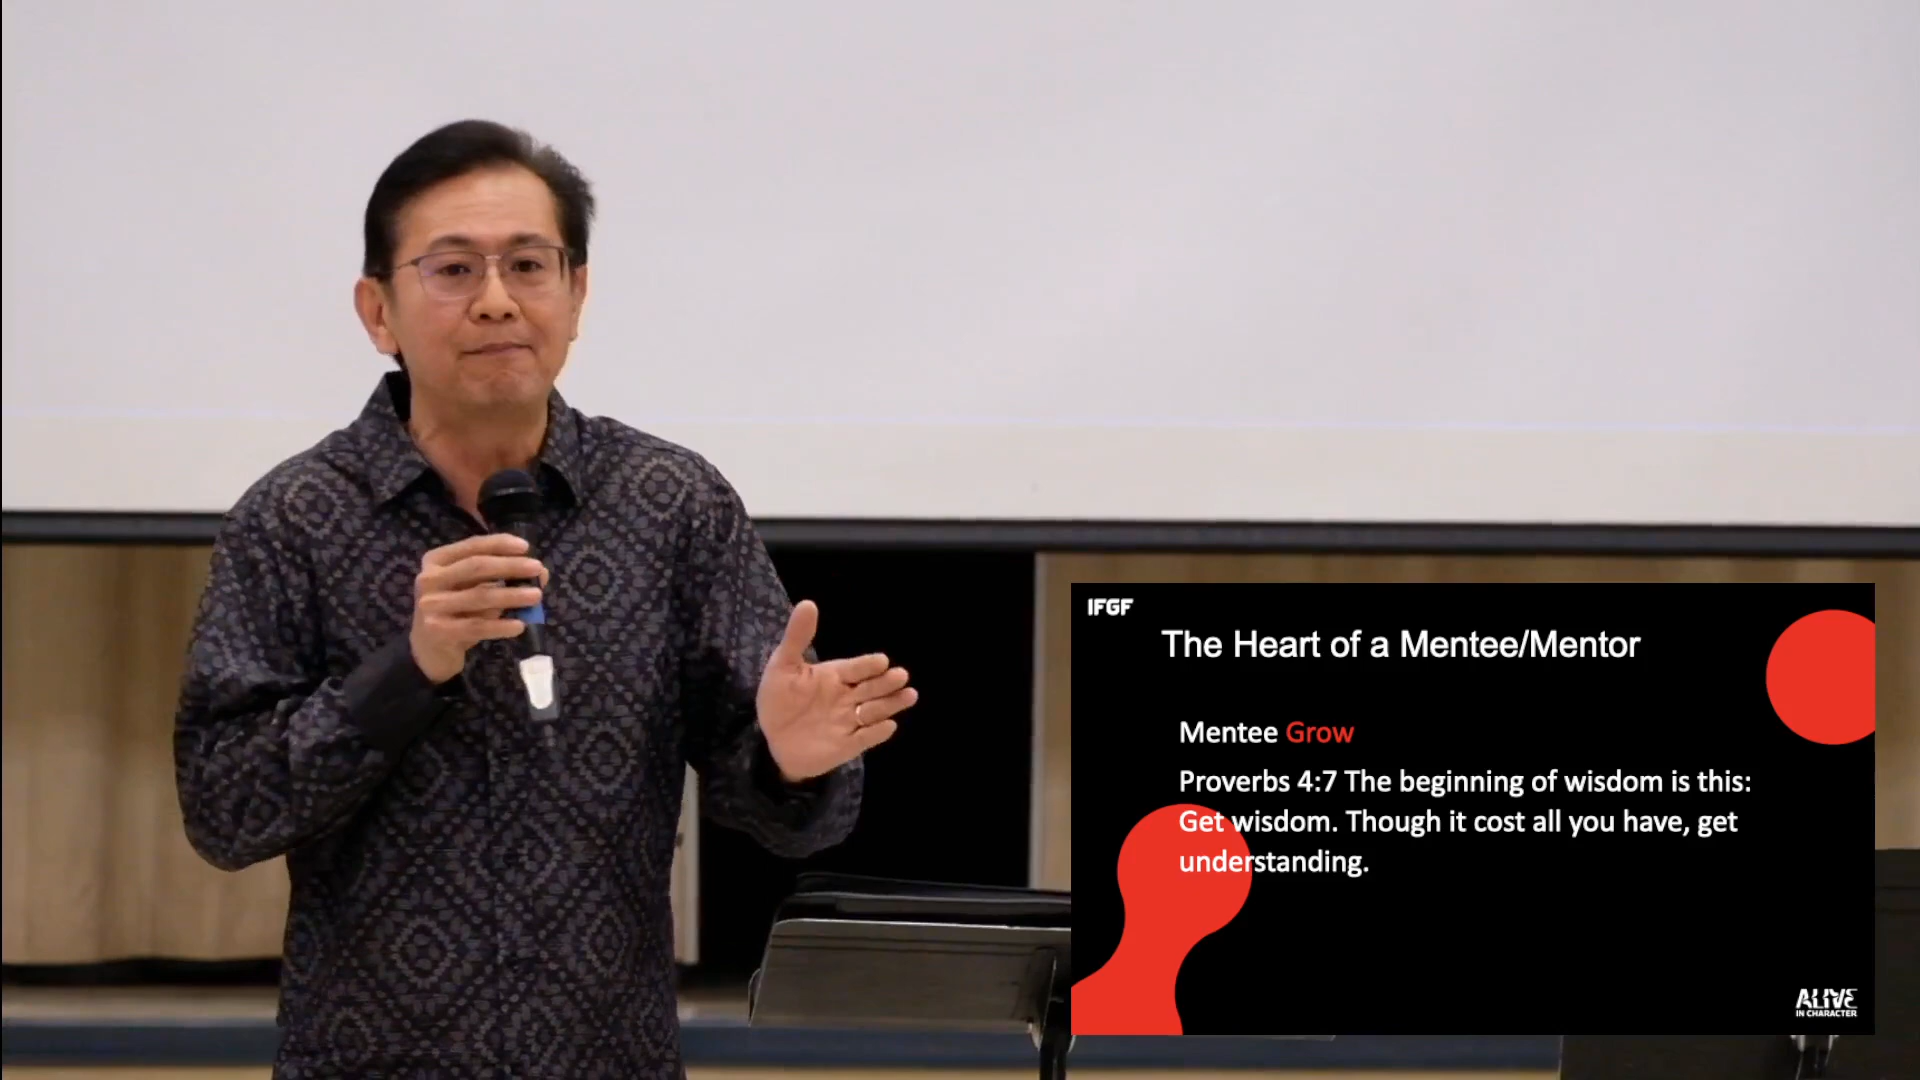 IFGF
The Heart of a Mentee/Mentor
Mentee Grow
Proverbs 4:7 The beginning of wisdom is this:
Get wisdom. Though it cost all you have, get
understanding.
ALIVE
IN CHARACTER